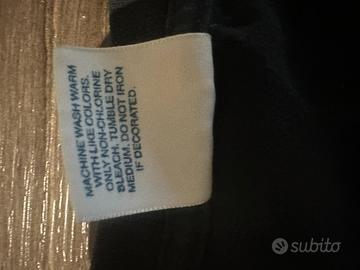 MACHINE WASH WARM
WITH LIKE COLORS.
ONLY NON-CHLORINE
BLEACH. TUMBLE DRY
MEDIUM. DO NOT IRON
IF DECORATED.
subito